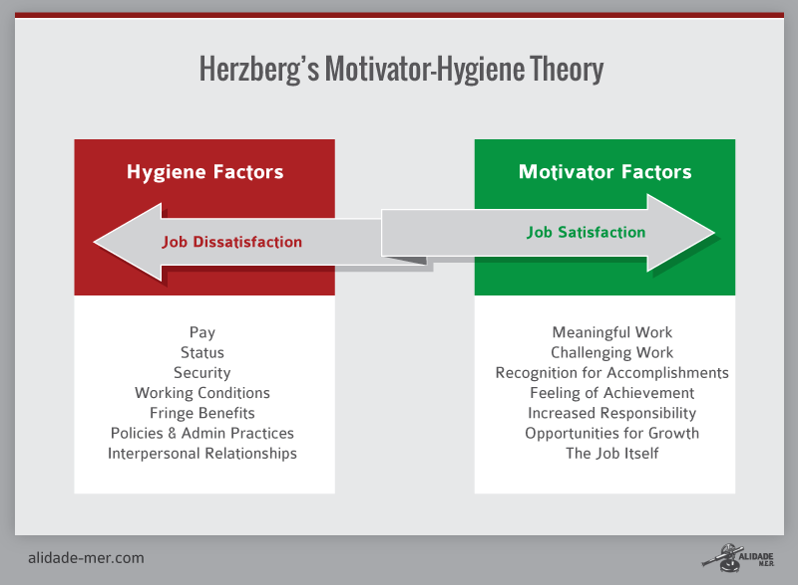 Herzberg's Motivator-Hygiene Theory
Hygiene Factors
Job Dissatisfaction
Pay
Status
Security
Working Conditions
Fringe Benefits
Policies & Admin Practices
Interpersonal Relationships
Motivator Factors
Job Satisfaction
Meaningful Work
Challenging Work
Recognition for Accomplishments
Feeling of Achievement
Increased Responsibility
Opportunities for Growth
The Job Itself
alidade-mer.com
ALIDADE
M.E.R.